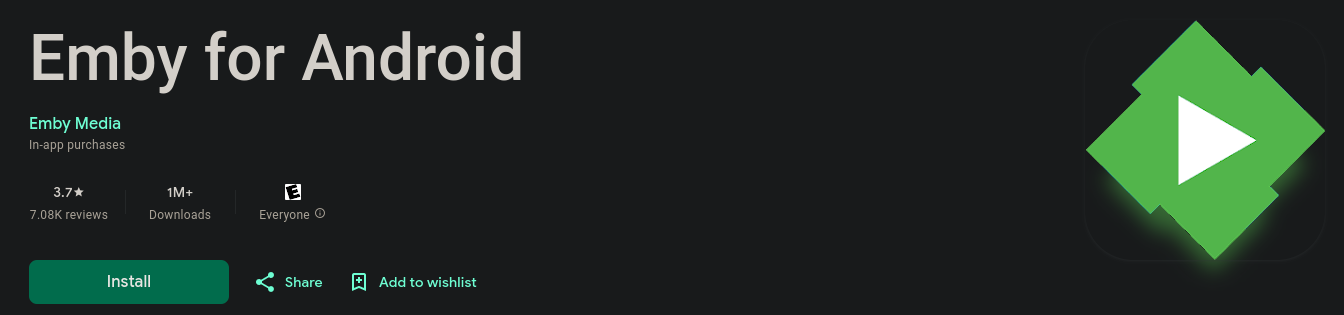 Emby for Android
Emby Media
In-app purchases
3.7★ 1M+ E
7.08K reviews Downloads Everyone
Install Share Add to wishlist